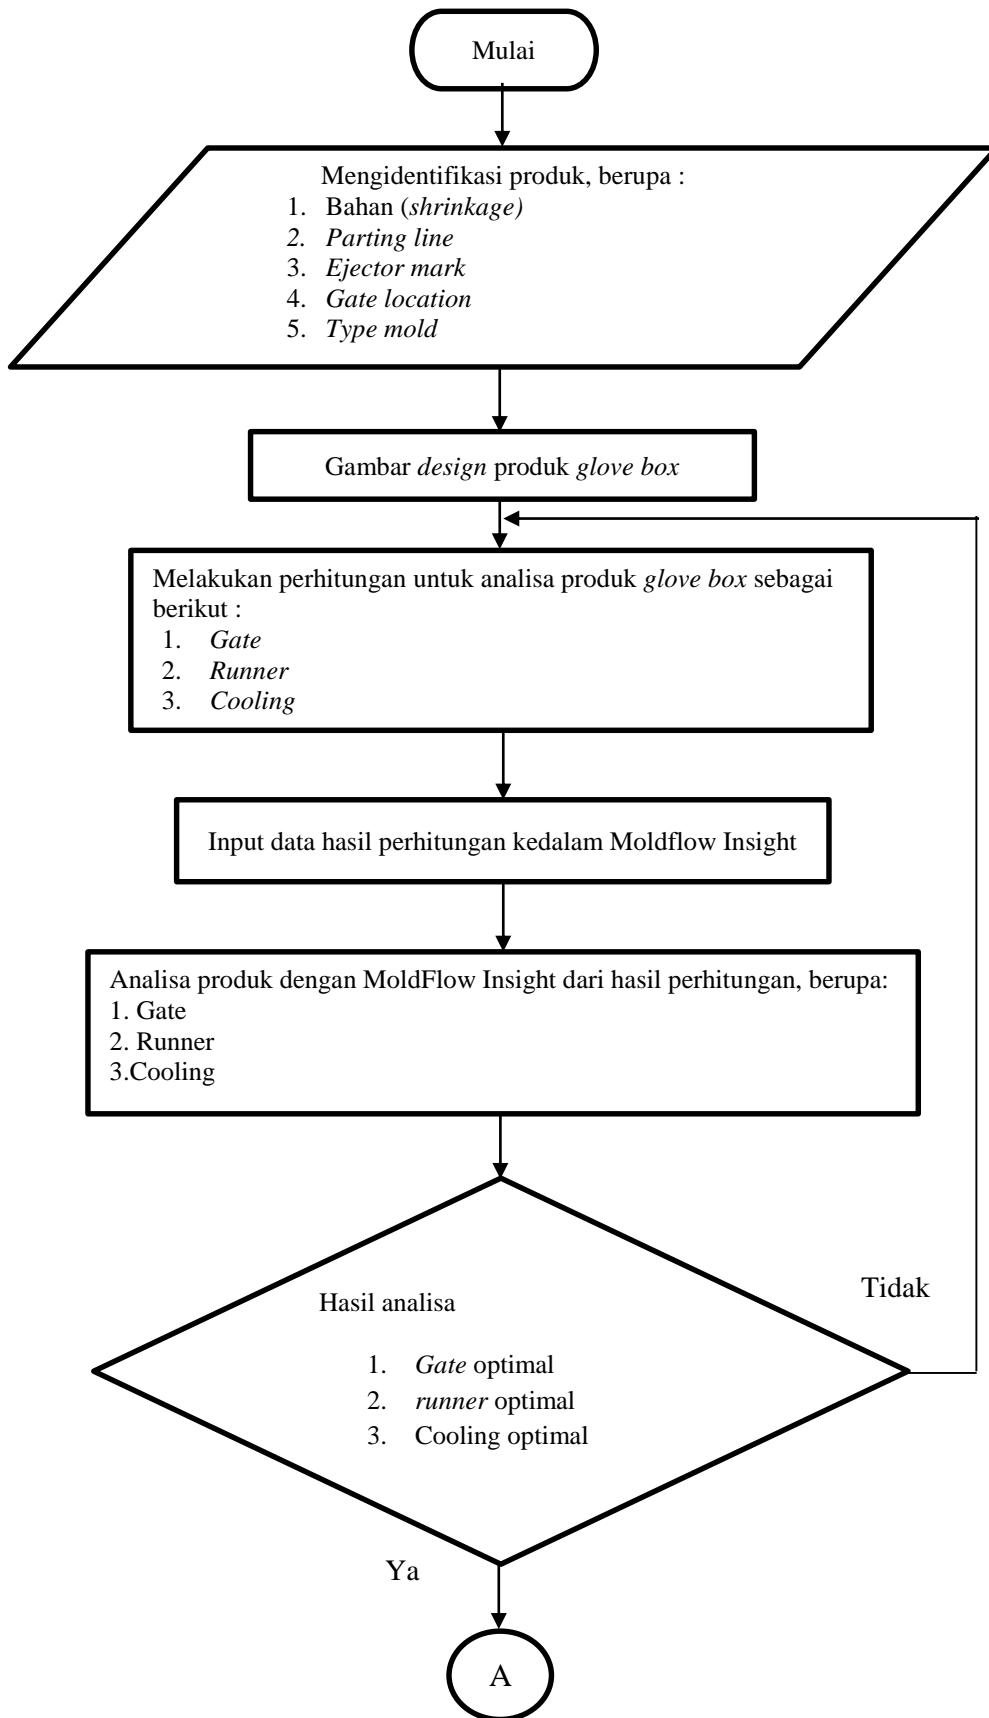 Mulai
Mengidentifikasi produk, berupa :
1. Bahan (shrinkage)
2. Parting line
3. Ejector mark
4. Gate location
5. Type mold
Gambar design produk glove box
Melakukan perhitungan untuk analisa produk glove box sebagai
berikut :
1. Gate
2. Runner
3. Cooling
Input data hasil perhitungan kedalam Moldflow Insight
Analisa produk dengan MoldFlow Insight dari hasil perhitungan, berupa:
1. Gate
2. Runner
3.Cooling
Tidak
Hasil analisa
1. Gate optimal
2. runner optimal
3. Cooling optimal
Ya
A